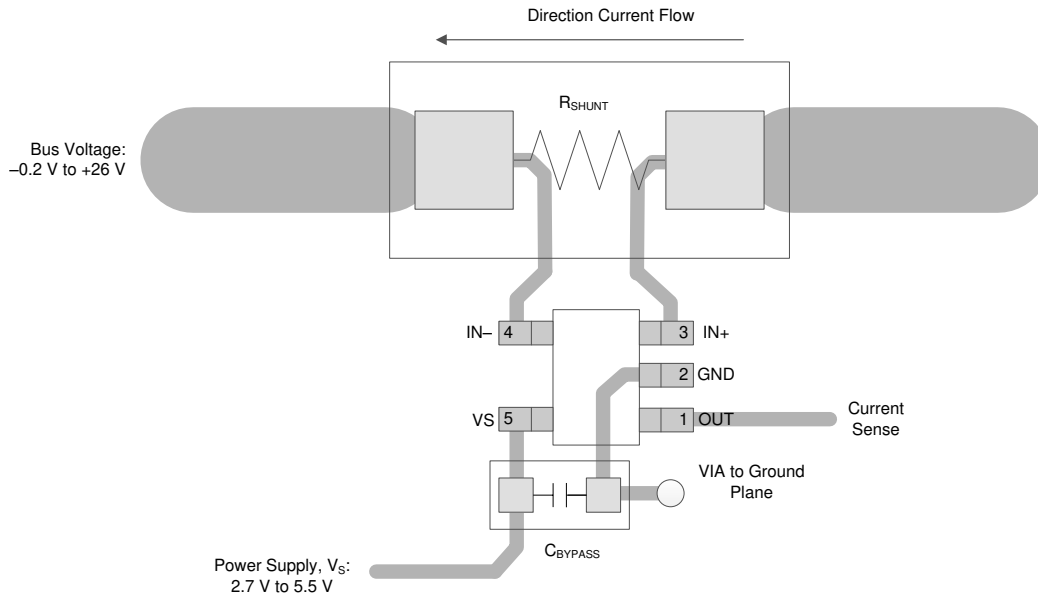 Direction Current Flow
RSHUNT
Bus Voltage:
–0.2 V to +26 V
IN–
4
3
IN+
2
GND
VS
5
1
OUT
Current
Sense
VIA to Ground
Plane
CBYPASS
Power Supply, VS:
2.7 V to 5.5 V